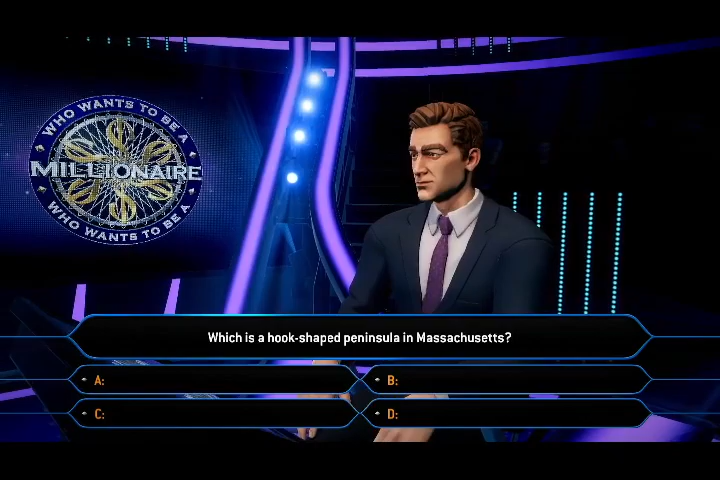 WHO WANTS TO BE A
MILLIONAIRE
WHO WANTS TO BE A
Which is a hook-shaped peninsula in Massachusetts?
A:
B:
C:
D: